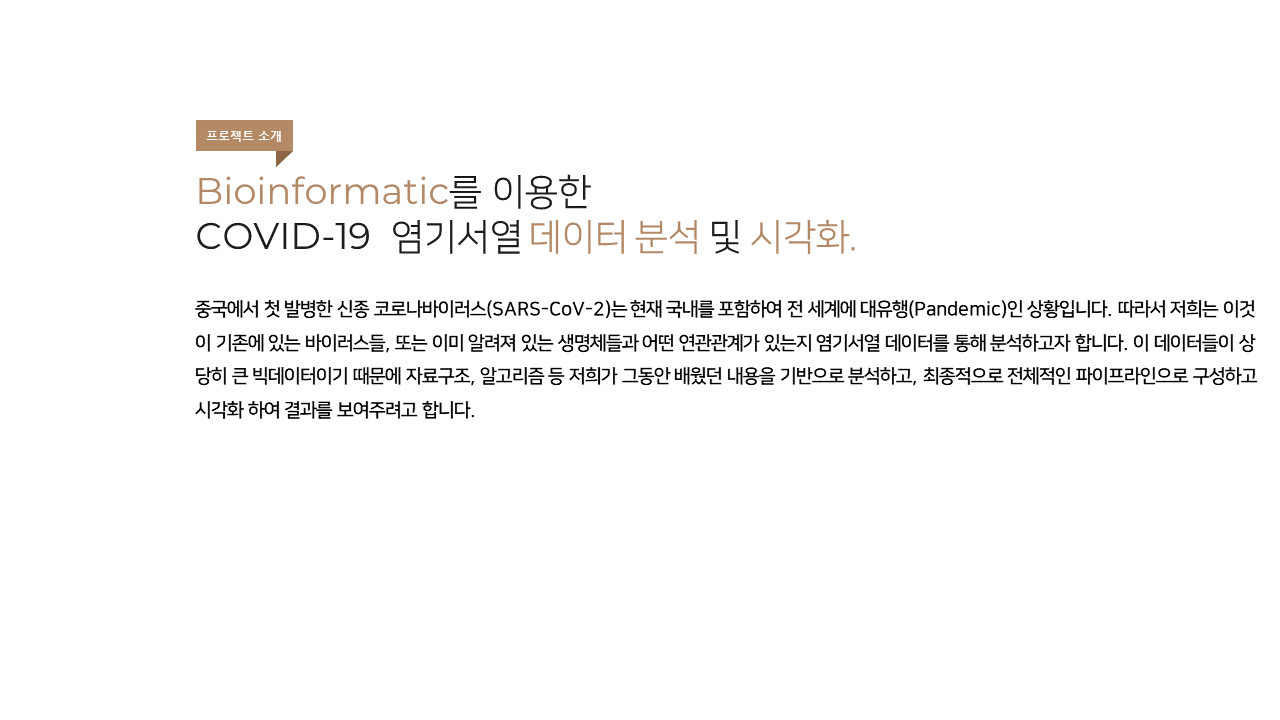 프로젝트 소개
Bioinformatic를 이용한
COVID-19 염기서열 데이터 분석 및 시각화.
중국에서 첫 발병한 신종 코로나바이러스(SARS-CoV-2)는 현재 국내를 포함하여 전 세계에 대유행(Pandemic)인 상황입니다. 따라서 저희는 이것
이 기존에 있는 바이러스들, 또는 이미 알려져 있는 생명체들과 어떤 연관관계가 있는지 염기서열 데이터를 통해 분석하고자 합니다. 이 데이터들이 상
당히 큰 빅데이터이기 때문에 자료구조, 알고리즘 등 저희가 그동안 배웠던 내용을 기반으로 분석하고, 최종적으로 전체적인 파이프라인으로 구성하고
시각화 하여 결과를 보여주려고 합니다.